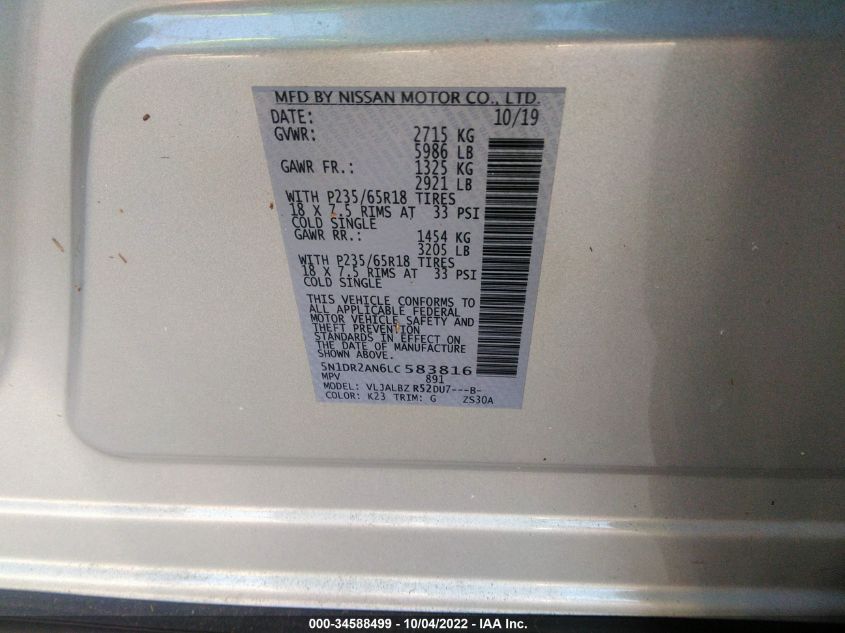 MFD BY NISSAN MOTOR CO., LTD.
DATE: 10/19
GVWR: 2715 KG
5986 LB
GAWR FR.: 1325 KG
2921 LB
WITH P235/65R18 TIRES
18 X 7.5 RIMS AT 33 PSI
COLD SINGLE
GAWR RR.: 1454 KG
3205 LB
WITH P235/65R18 TIRES
18 X 7.5 RIMS AT 33 PSI
COLD SINGLE
THIS VEHICLE CONFORMS TO
ALL APPLICABLE FEDERAL
MOTOR VEHICLE SAFETY AND
THEFT PREVENTION
STANDARDS IN EFFECT ON
THE DATE OF MANUFACTURE
SHOWN ABOVE.
5N1DR2AN6LC583816
MPV 891
MODEL: VLJALBZ R52DU7---B-
COLOR: K23 TRIM: G ZS30A
000-34588499 - 10/04/2022 - IAA Inc.